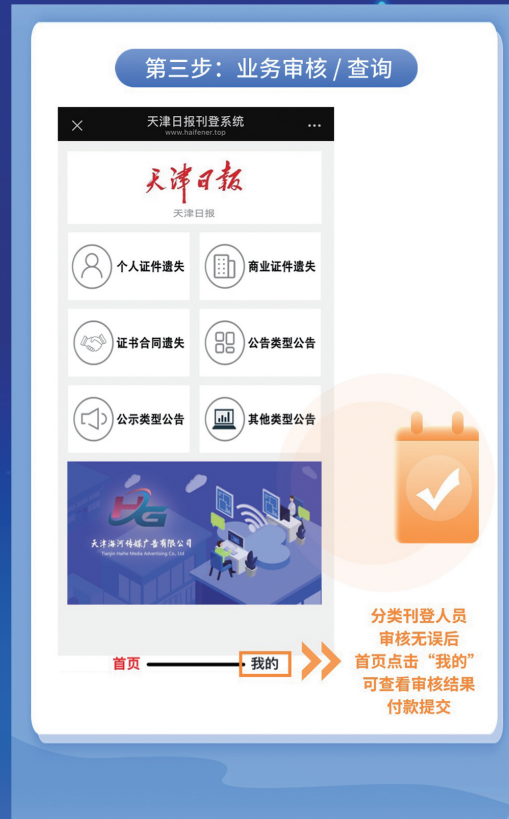 第三步：业务审核 / 查询
天津日报刊登系统
www.haifener.top
天津日报
天津日报
个人证件遗失
商业证件遗失
证书合同遗失
公告类型公告
公示类型公告
其他类型公告
HG
天津海河传媒广告有限公司
Tianjin Haihe Media Advertising Co., Ltd
首页
我的
分类刊登人员
审核无误后
首页点击“我的”
可查看审核结果
付款提交